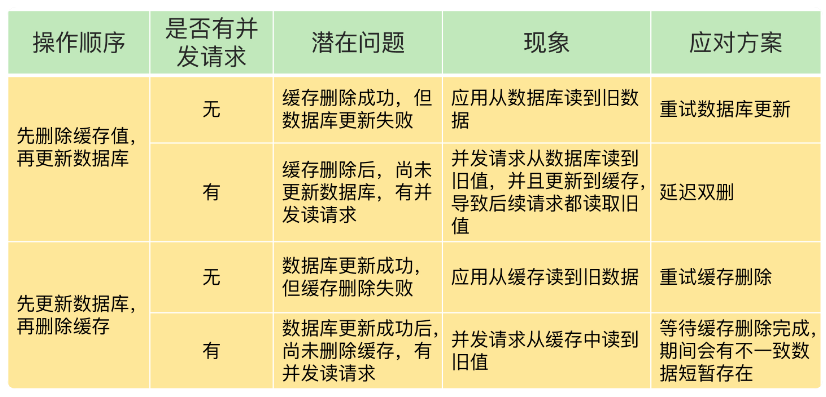 操作顺序
是否有并
发请求
潜在问题
现象
应对方案
先删除缓存值，
再更新数据库
无
缓存删除成功，但
数据库更新失败
应用从数据库读到旧数
据
重试数据库更新
有
缓存删除后，尚未
更新数据库，有并
发读请求
并发请求从数据库读到
旧值，并且更新到缓存，
导致后续请求都读取旧
值
延迟双删
先更新数据库，
再删除缓存
无
数据库更新成功，
但缓存删除失败
应用从缓存读到旧数据
重试缓存删除
有
数据库更新成功后，
尚未删除缓存，有
并发读请求
并发请求从缓存中读到
旧值
等待缓存删除完成，
期间会有不一致数
据短暂存在